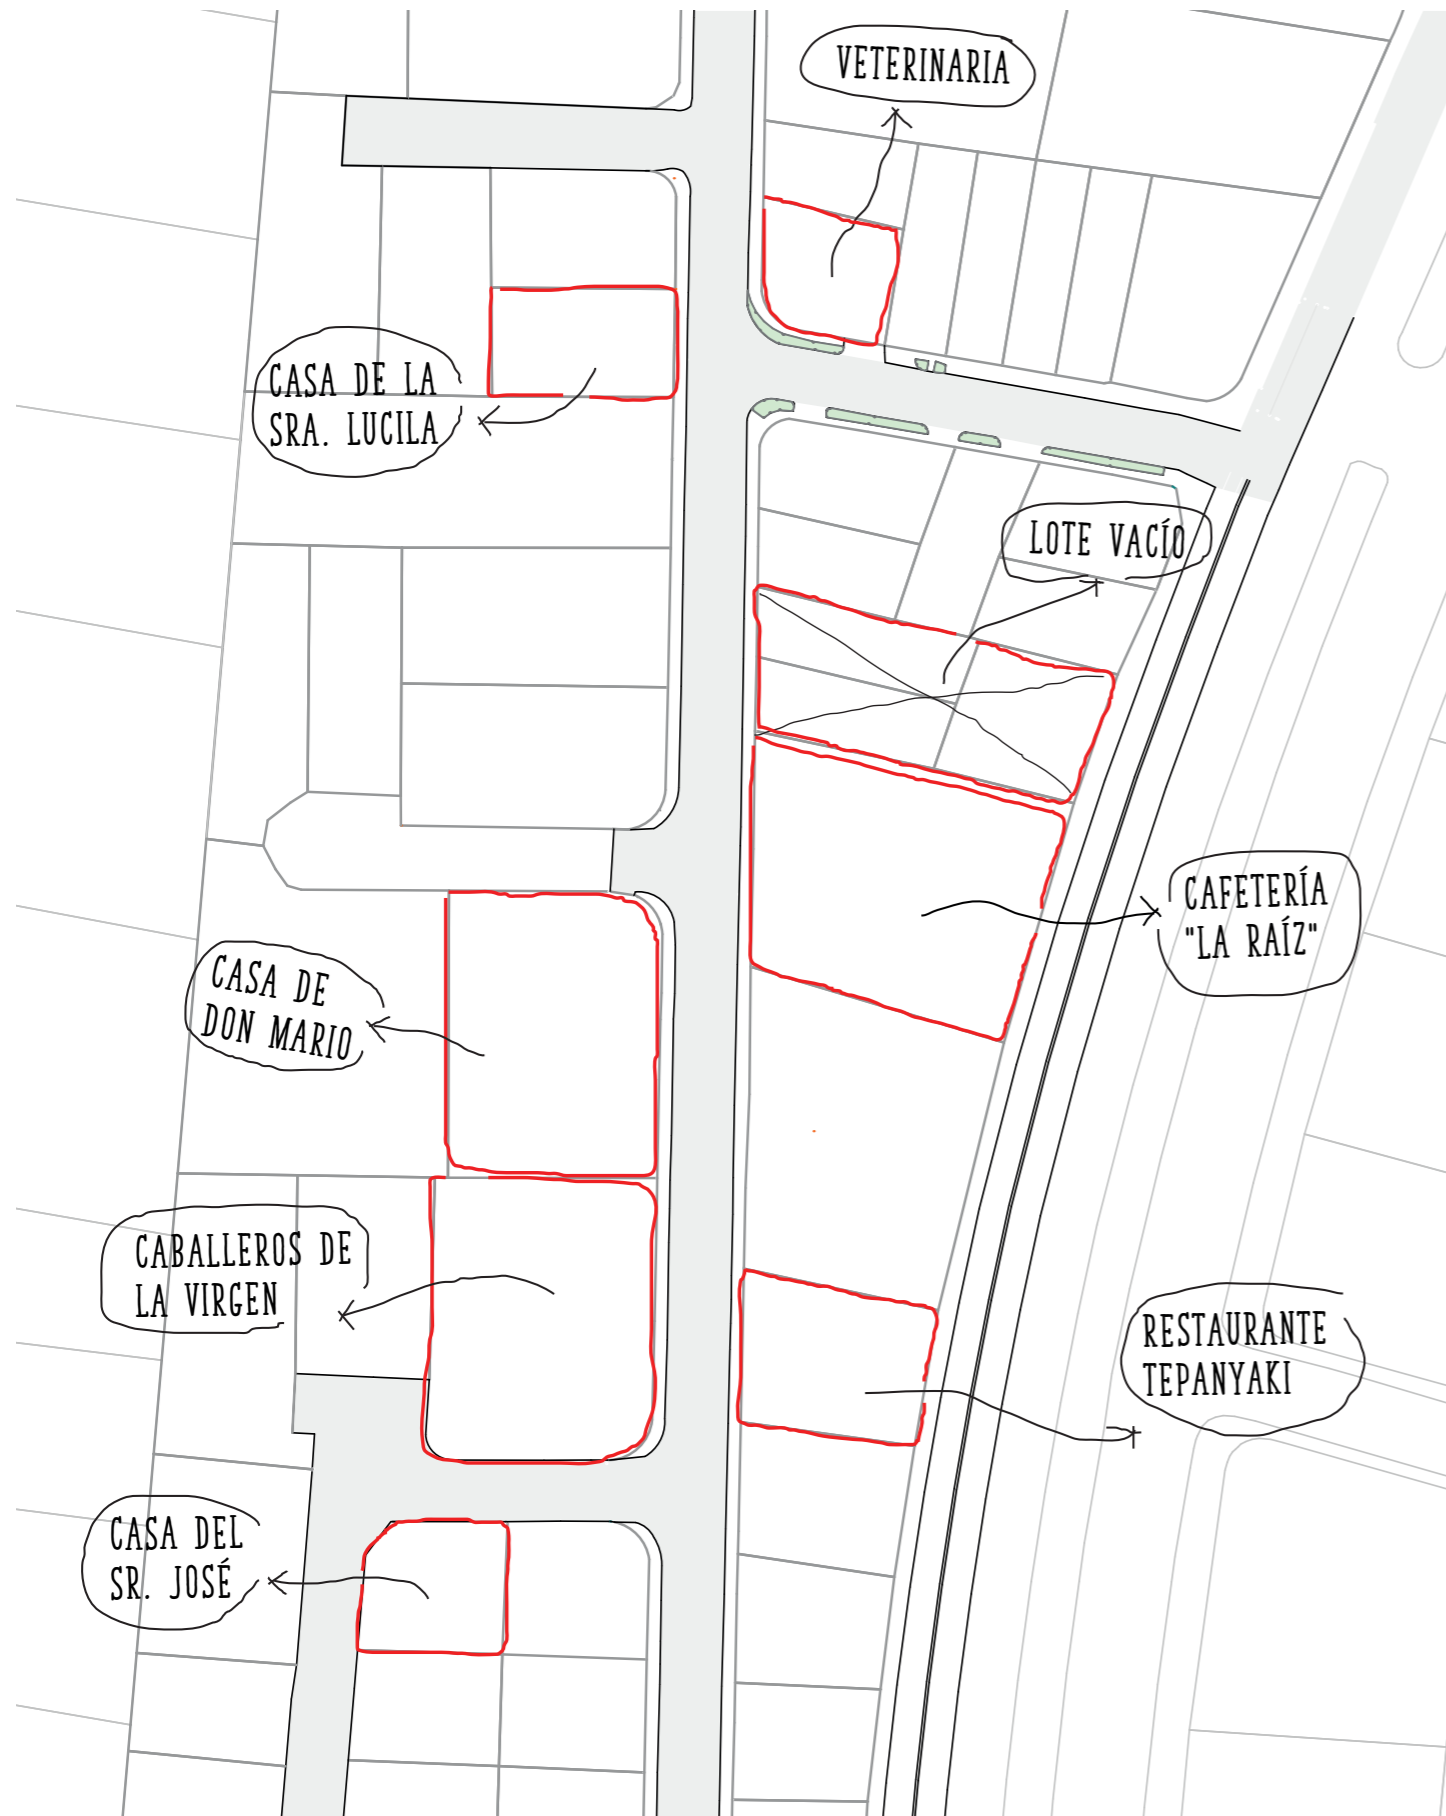 VETERINARIA
CASA DE LA
SRA. LUCILA
LOTE VACÍO
CAFETERÍA
"LA RAÍZ"
CASA DE
DON MARIO
CABALLEROS DE
LA VIRGEN
RESTAURANTE
TEPANYAKI
CASA DEL
SR. JOSÉ